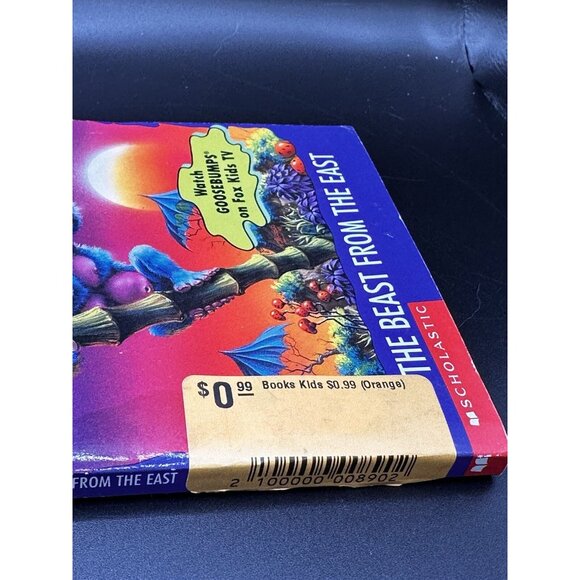 Watch
GOOSEBUMPS®
on Fox Kids TV
THE BEAST FROM THE EAST
SCHOLASTIC
$0.99 Books Kids $0.99 (Orange)
2 100000 008902
FROM THE EAST